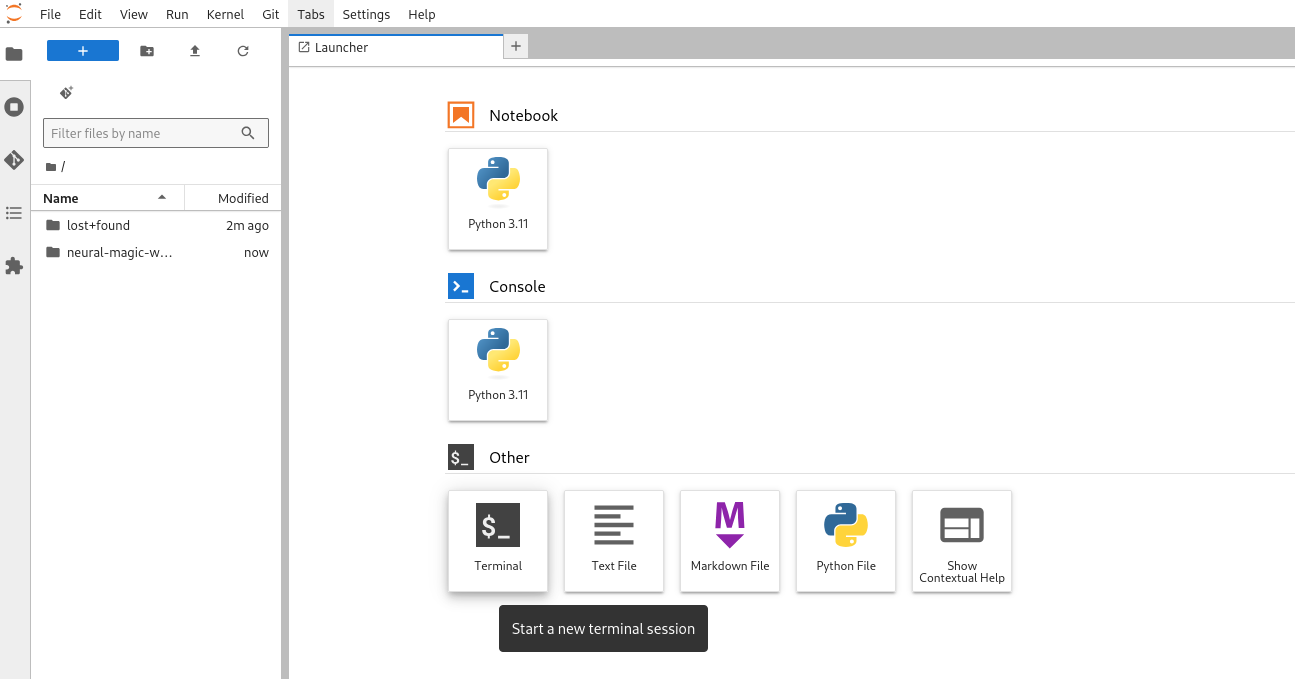 File Edit View Run Kernel Git Tabs Settings Help
Launcher
Filter files by name
/
Name Modified
lost+found 2m ago
neural-magic-w... now
Notebook
Python 3.11
Console
Python 3.11
$_ Other
$_
Terminal
Text File
M
Markdown File
Python File
Show
Contextual Help
Start a new terminal session